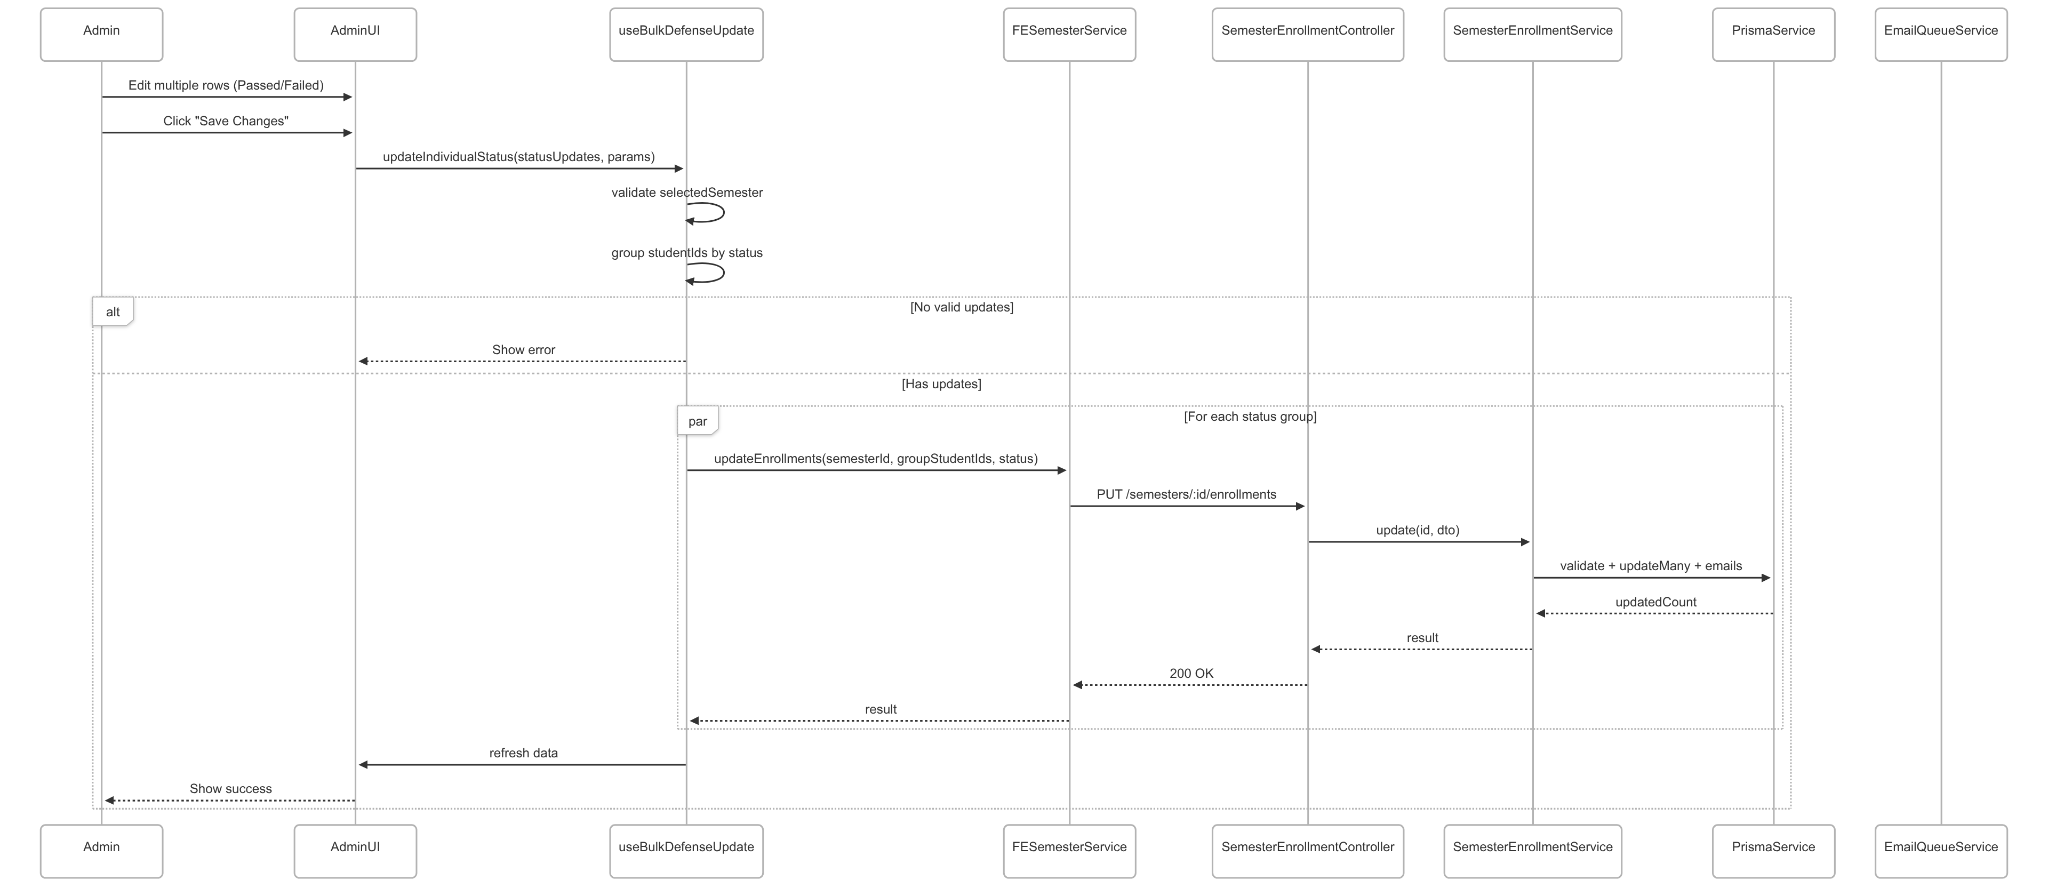 Admin
AdminUI
useBulkDefenseUpdate
FESemesterService
SemesterEnrollmentController
SemesterEnrollmentService
PrismaService
EmailQueueService
Edit multiple rows (Passed/Failed)
Click "Save Changes"
updateIndividualStatus(statusUpdates, params)
validate selectedSemester
group studentIds by status
alt
[No valid updates]
Show error
[Has updates]
par
[For each status group]
updateEnrollments(semesterId, groupStudentIds, status)
PUT /semesters/:id/enrollments
update(id, dto)
validate + updateMany + emails
updatedCount
result
200 OK
result
refresh data
Show success
Admin
AdminUI
useBulkDefenseUpdate
FESemesterService
SemesterEnrollmentController
SemesterEnrollmentService
PrismaService
EmailQueueService